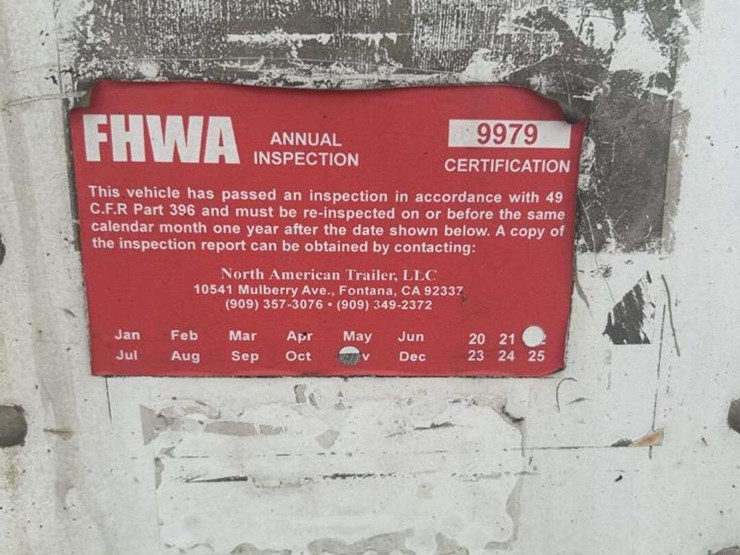 FHWA ANNUAL INSPECTION
9979
CERTIFICATION
This vehicle has passed an inspection in accordance with 49
C.F.R Part 396 and must be re-inspected on or before the same
calendar month one year after the date shown below. A copy of
the inspection report can be obtained by contacting:
North American Trailer, LLC
10541 Mulberry Ave., Fontana, CA 92337
(909) 357-3076 • (909) 349-2372
Jan Feb Mar Apr May Jun 20 21
Jul Aug Sep Oct v Dec 23 24 25